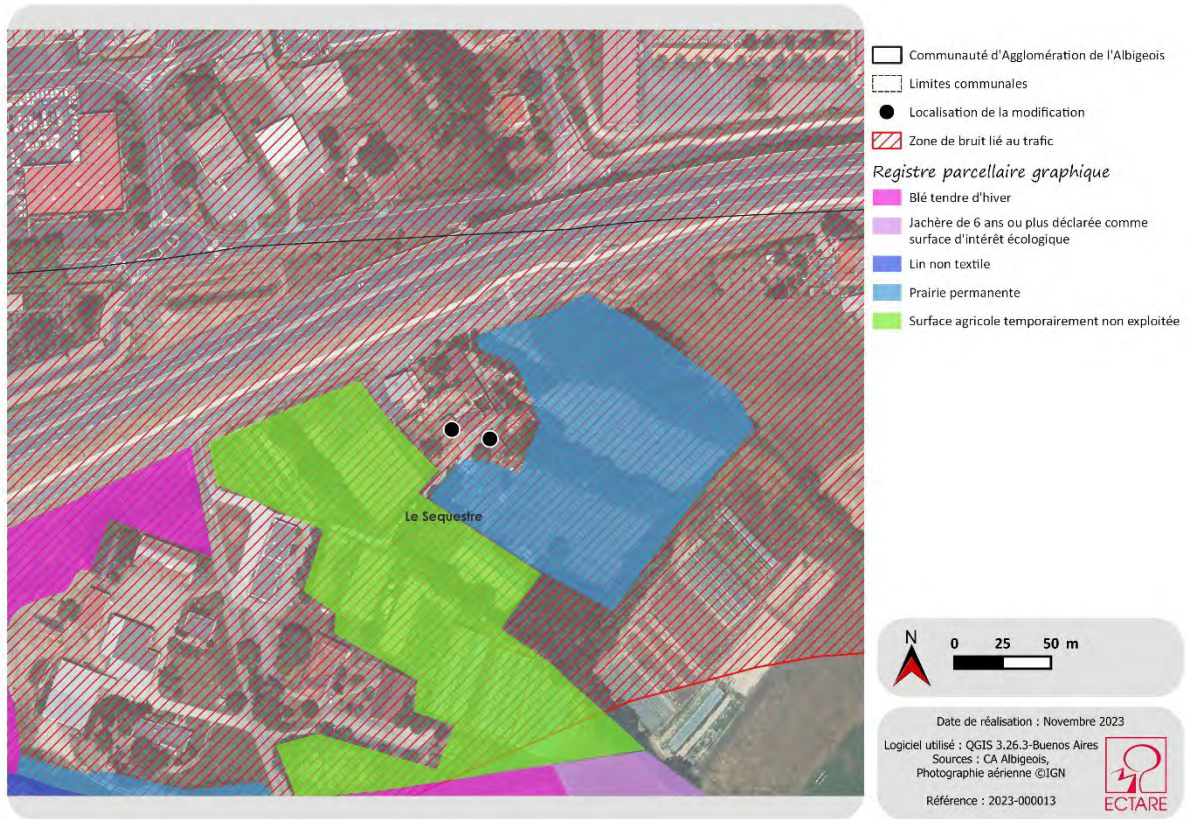 Communauté d'Agglomération de l'Albigeois
Limites communales
Localisation de la modification
Zone de bruit lié au trafic
Registre parcellaire graphique
Blé tendre d'hiver
Jachère de 6 ans ou plus déclarée comme
surface d'intérêt écologique
Lin non textile
Prairie permanente
Surface agricole temporairement non exploitée
Le Sequestre
N
0 25 50 m
Date de réalisation : Novembre 2023
Logiciel utilisé : QGIS 3.26.3-Buenos Aires
Sources : CA Albigeois,
Photographie aérienne ©IGN
Référence : 2023-000013
ECTARE